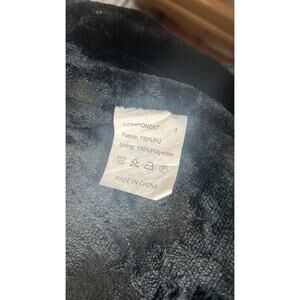 COMPONENT:
Fabric: 100%PU
Lining: 100%Polyester
MADE IN CHINA